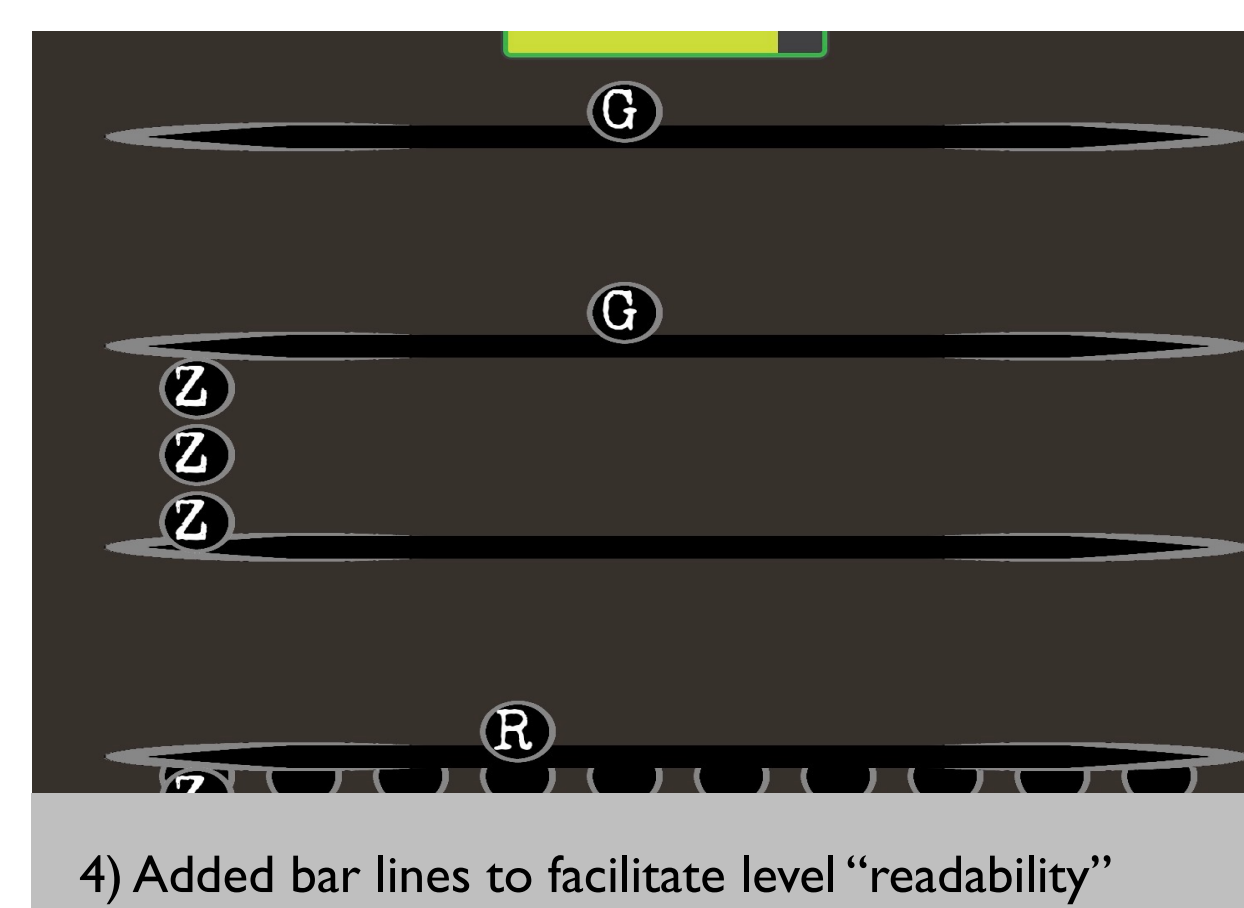 G
G
Z
Z
Z
R
Z
4) Added bar lines to facilitate level “readability”